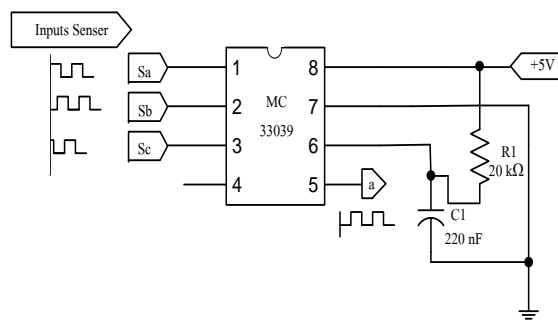 Inputs Senser
Sa
Sb
Sc
1
2
3
4
MC
33039
8
7
6
5
a
+5V
R1
20 kΩ
C1
220 nF